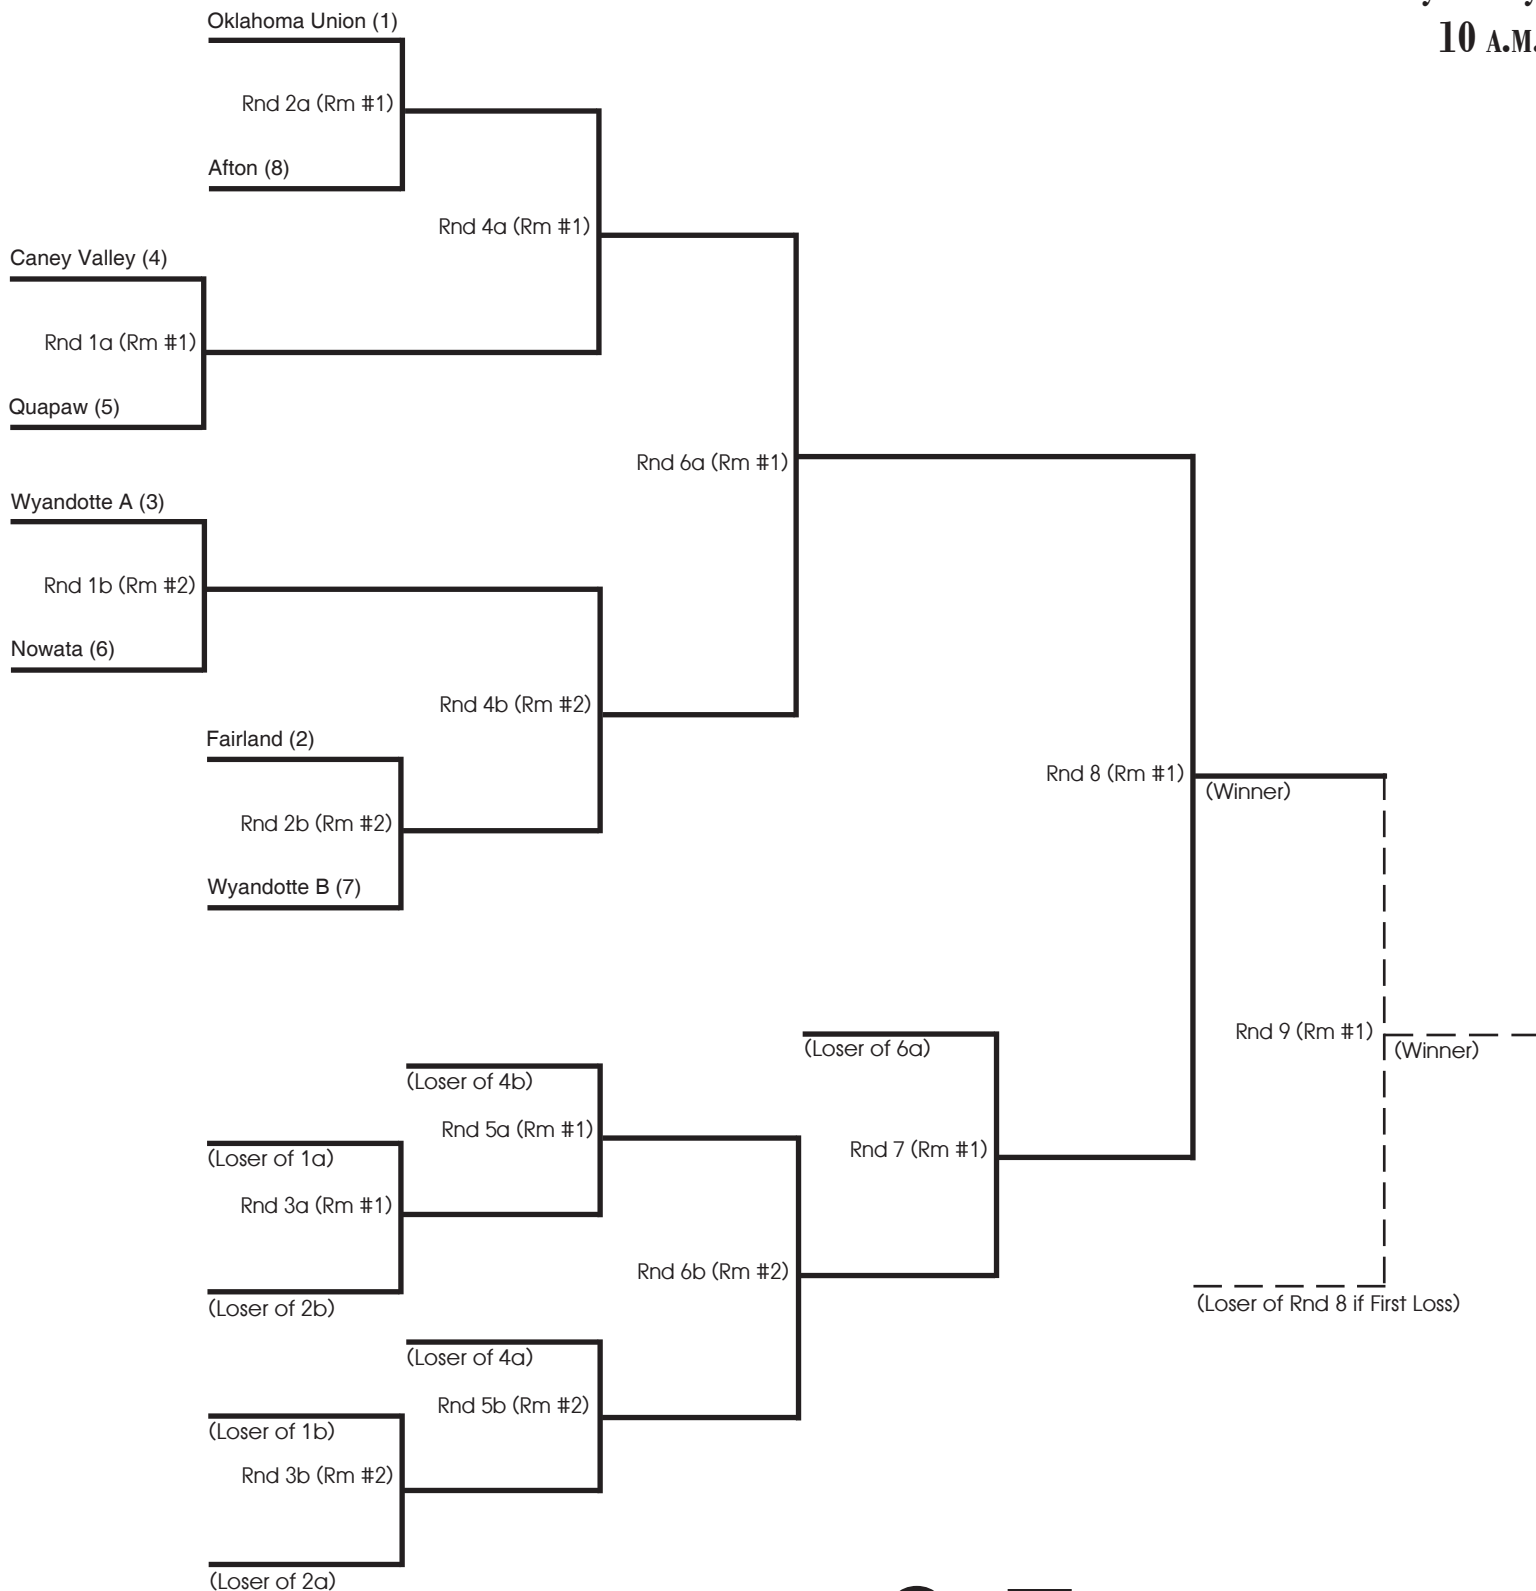 10 A.M.
Oklahoma Union (1)
Rnd 2a (Rm #1)
Afton (8)
Rnd 4a (Rm #1)
Caney Valley (4)
Rnd 1a (Rm #1)
Quapaw (5)
Rnd 6a (Rm #1)
Wyandotte A (3)
Rnd 1b (Rm #2)
Nowata (6)
Rnd 4b (Rm #2)
Fairland (2)
Rnd 2b (Rm #2)
Wyandotte B (7)
Rnd 8 (Rm #1)
(Winner)
Rnd 9 (Rm #1)
(Winner)
(Loser of 6a)
(Loser of 4b)
Rnd 5a (Rm #1)
Rnd 7 (Rm #1)
(Loser of 1a)
Rnd 3a (Rm #1)
Rnd 6b (Rm #2)
(Loser of 2b)
(Loser of Rnd 8 if First Loss)
(Loser of 4a)
Rnd 5b (Rm #2)
(Loser of 1b)
Rnd 3b (Rm #2)
(Loser of 2a)